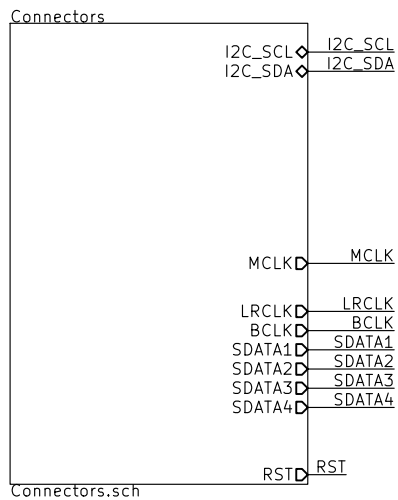 Connectors
I2C_SCL I2C_SCL
I2C_SDA I2C_SDA
MCLK MCLK
LRCLK LRCLK
BCLK BCLK
SDATA1 SDATA1
SDATA2 SDATA2
SDATA3 SDATA3
SDATA4 SDATA4
RST RST
Connectors.sch